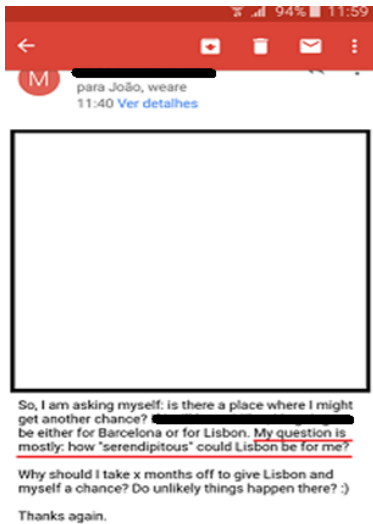 94% 11:59
M
para João, weare
11:40 Ver detalhes
So, I am asking myself: is there a place where I might
get another chance?
be either for Barcelona or for Lisbon. My question is
mostly: how "serendipitous" could Lisbon be for me?
Why should I take x months off to give Lisbon and
myself a chance? Do unlikely things happen there? :)
Thanks again.